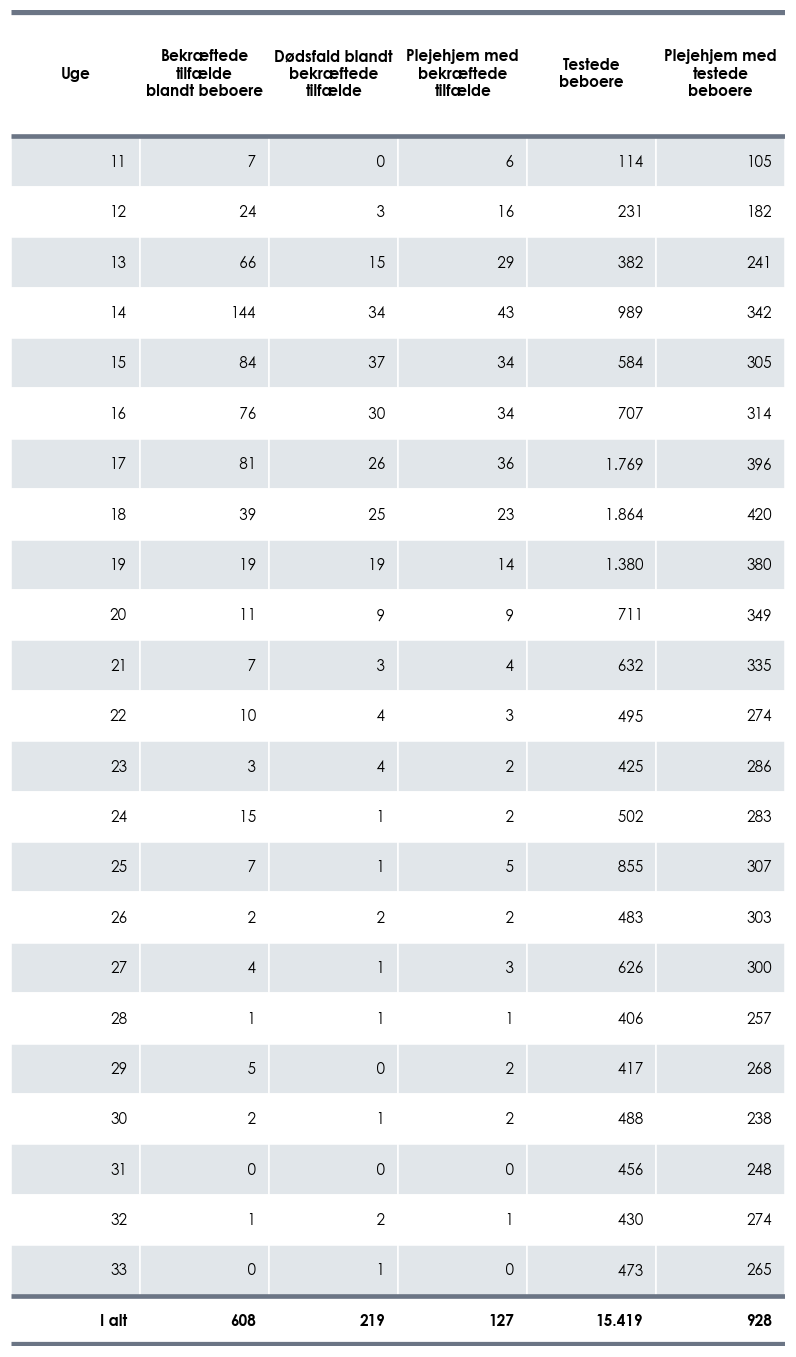 Uge Bekræftede tilfælde blandt beboere Dødsfald blandt bekræftede tilfælde Plejehjem med bekræftede tilfælde Testede beboere Plejehjem med testede beboere
11 7 0 6 114 105
12 24 3 16 231 182
13 66 15 29 382 241
14 144 34 43 989 342
15 84 37 34 584 305
16 76 30 34 707 314
17 81 26 36 1.769 396
18 39 25 23 1.864 420
19 19 19 14 1.380 380
20 11 9 9 711 349
21 7 3 4 632 335
22 10 4 3 495 274
23 3 4 2 425 286
24 15 1 2 502 283
25 7 1 5 855 307
26 2 2 2 483 303
27 4 1 3 626 300
28 1 1 1 406 257
29 5 0 2 417 268
30 2 1 2 488 238
31 0 0 0 456 248
32 1 2 1 430 274
33 0 1 0 473 265
I alt 608 219 127 15.419 928